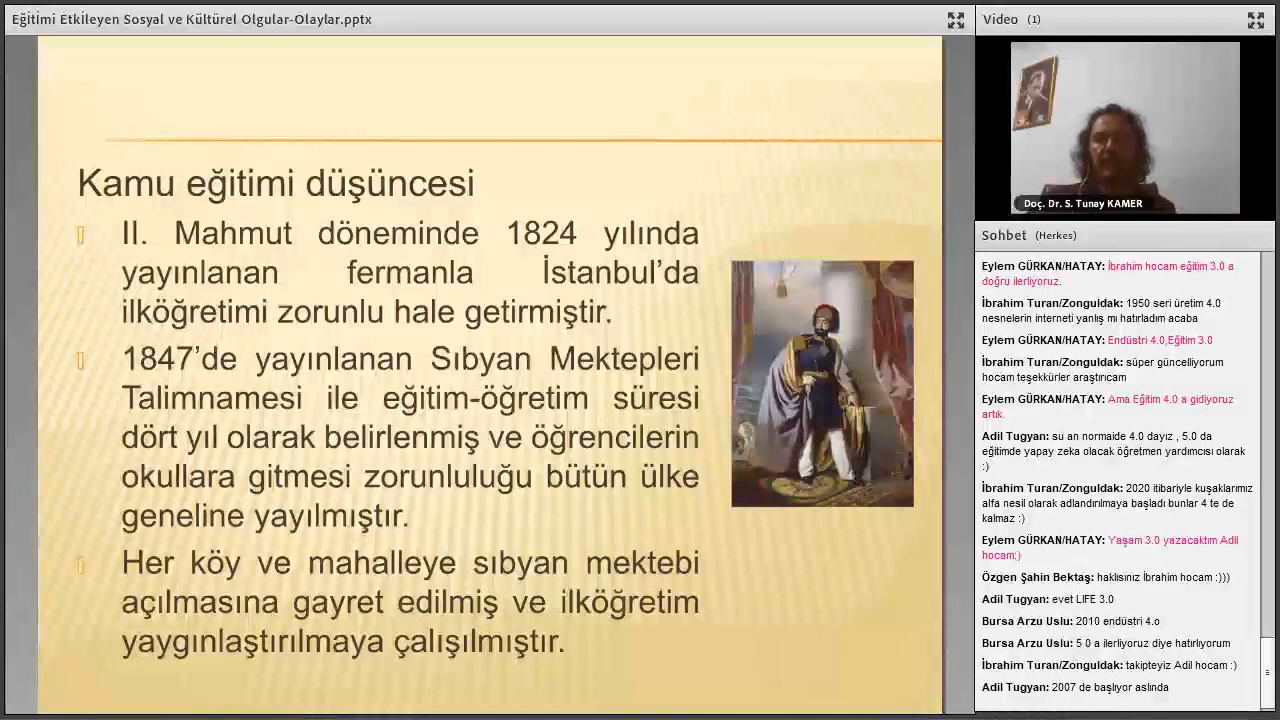 Eğitimi Etkileyen Sosyal ve Kültürel Olgular-Olaylar.pptx
Kamu eğitimi düşüncesi
II. Mahmut döneminde 1824 yılında
yayınlanan fermanla İstanbul’da
ilköğretimi zorunlu hale getirmiştir.
1847’de yayınlanan Sıbyan Mektepleri
Talimnamesi ile eğitim-öğretim süresi
dört yıl olarak belirlenmiş ve öğrencilerin
okullara gitmesi zorunluluğu bütün ülke
geneline yayılmıştır.
Her köy ve mahalleye sıbyan mektebi
açılmasına gayret edilmiş ve ilköğretim
yaygınlaştırılmaya çalışılmıştır.
Video (1)
Doç. Dr. S. Tunay KAMER
Sohbet (Herkes)
Eylem GÜRKAN/HATAY: İbrahim hocam eğitim 3.0 a
doğru ilerliyoruz.
İbrahim Turan/Zonguldak: 1950 seri üretim 4.0
nesnelerin interneti yanlış mı hatırladım acaba
Eylem GÜRKAN/HATAY: Endüstri 4.0,Eğitim 3.0
İbrahim Turan/Zonguldak: süper güncelliyorum
hocam teşekkürler araştırıcam
Eylem GÜRKAN/HATAY: Ama Eğitim 4.0 a gidiyoruz
artık.
Adil Tugyan: su an normaide 4.0 dayız , 5.0 da
eğitimde yapay zeka olacak öğretmen yardımcısı olarak
:)
İbrahim Turan/Zonguldak: 2020 itibariyle kuşaklarımız
alfa nesil olarak adlandırılmaya başladı bunlar 4 te de
kalmaz :)
Eylem GÜRKAN/HATAY: Yaşam 3.0 yazacaktım Adil
hocam:)
Özgen Şahin Bektaş: haklısınız İbrahim hocam :)))
Adil Tugyan: evet LIFE 3.0
Bursa Arzu Uslu: 2010 endüstri 4.o
Bursa Arzu Uslu: 5 0 a ilerliyoruz diye hatırlıyorum
İbrahim Turan/Zonguldak: takipteyiz Adil hocam :)
Adil Tugyan: 2007 de başlıyor aslında